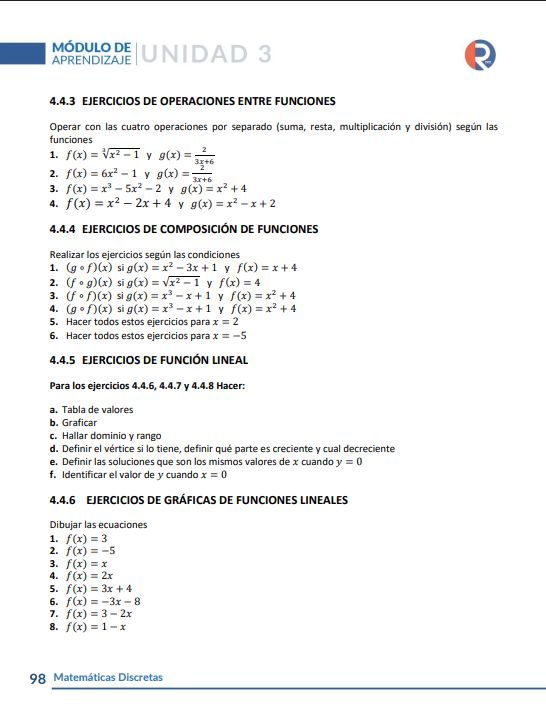 MÓDULO DE
APRENDIZAJE
UNIDAD 3
4.4.3 EJERCICIOS DE OPERACIONES ENTRE FUNCIONES
Operar con las cuatro operaciones por separado (suma, resta, multiplicación y división) según las
funciones
1. f(x) = ∛(x² − 1) y g(x) = 2/(3x+6)
2. f(x) = 6x² − 1 y g(x) = 2/(3x+6)
3. f(x) = x³ − 5x² − 2 y g(x) = x² + 4
4. f(x) = x² − 2x + 4 y g(x) = x² − x + 2
4.4.4 EJERCICIOS DE COMPOSICIÓN DE FUNCIONES
Realizar los ejercicios según las condiciones
1. (g ∘ f)(x) si g(x) = x² − 3x + 1 y f(x) = x + 4
2. (f ∘ g)(x) si g(x) = √(x² − 1) y f(x) = 4
3. (f ∘ f)(x) si g(x) = x³ − x + 1 y f(x) = x² + 4
4. (g ∘ f)(x) si g(x) = x³ − x + 1 y f(x) = x² + 4
5. Hacer todos estos ejercicios para x = 2
6. Hacer todos estos ejercicios para x = −5
4.4.5 EJERCICIOS DE FUNCIÓN LINEAL
Para los ejercicios 4.4.6, 4.4.7 y 4.4.8 Hacer:
a. Tabla de valores
b. Graficar
c. Hallar dominio y rango
d. Definir el vértice si lo tiene, definir qué parte es creciente y cual decreciente
e. Definir las soluciones que son los mismos valores de x cuando y = 0
f. Identificar el valor de y cuando x = 0
4.4.6 EJERCICIOS DE GRÁFICAS DE FUNCIONES LINEALES
Dibujar las ecuaciones
1. f(x) = 3
2. f(x) = −5
3. f(x) = x
4. f(x) = 2x
5. f(x) = 3x + 4
6. f(x) = −3x − 8
7. f(x) = 3 − 2x
8. f(x) = 1 − x
98 Matemáticas Discretas